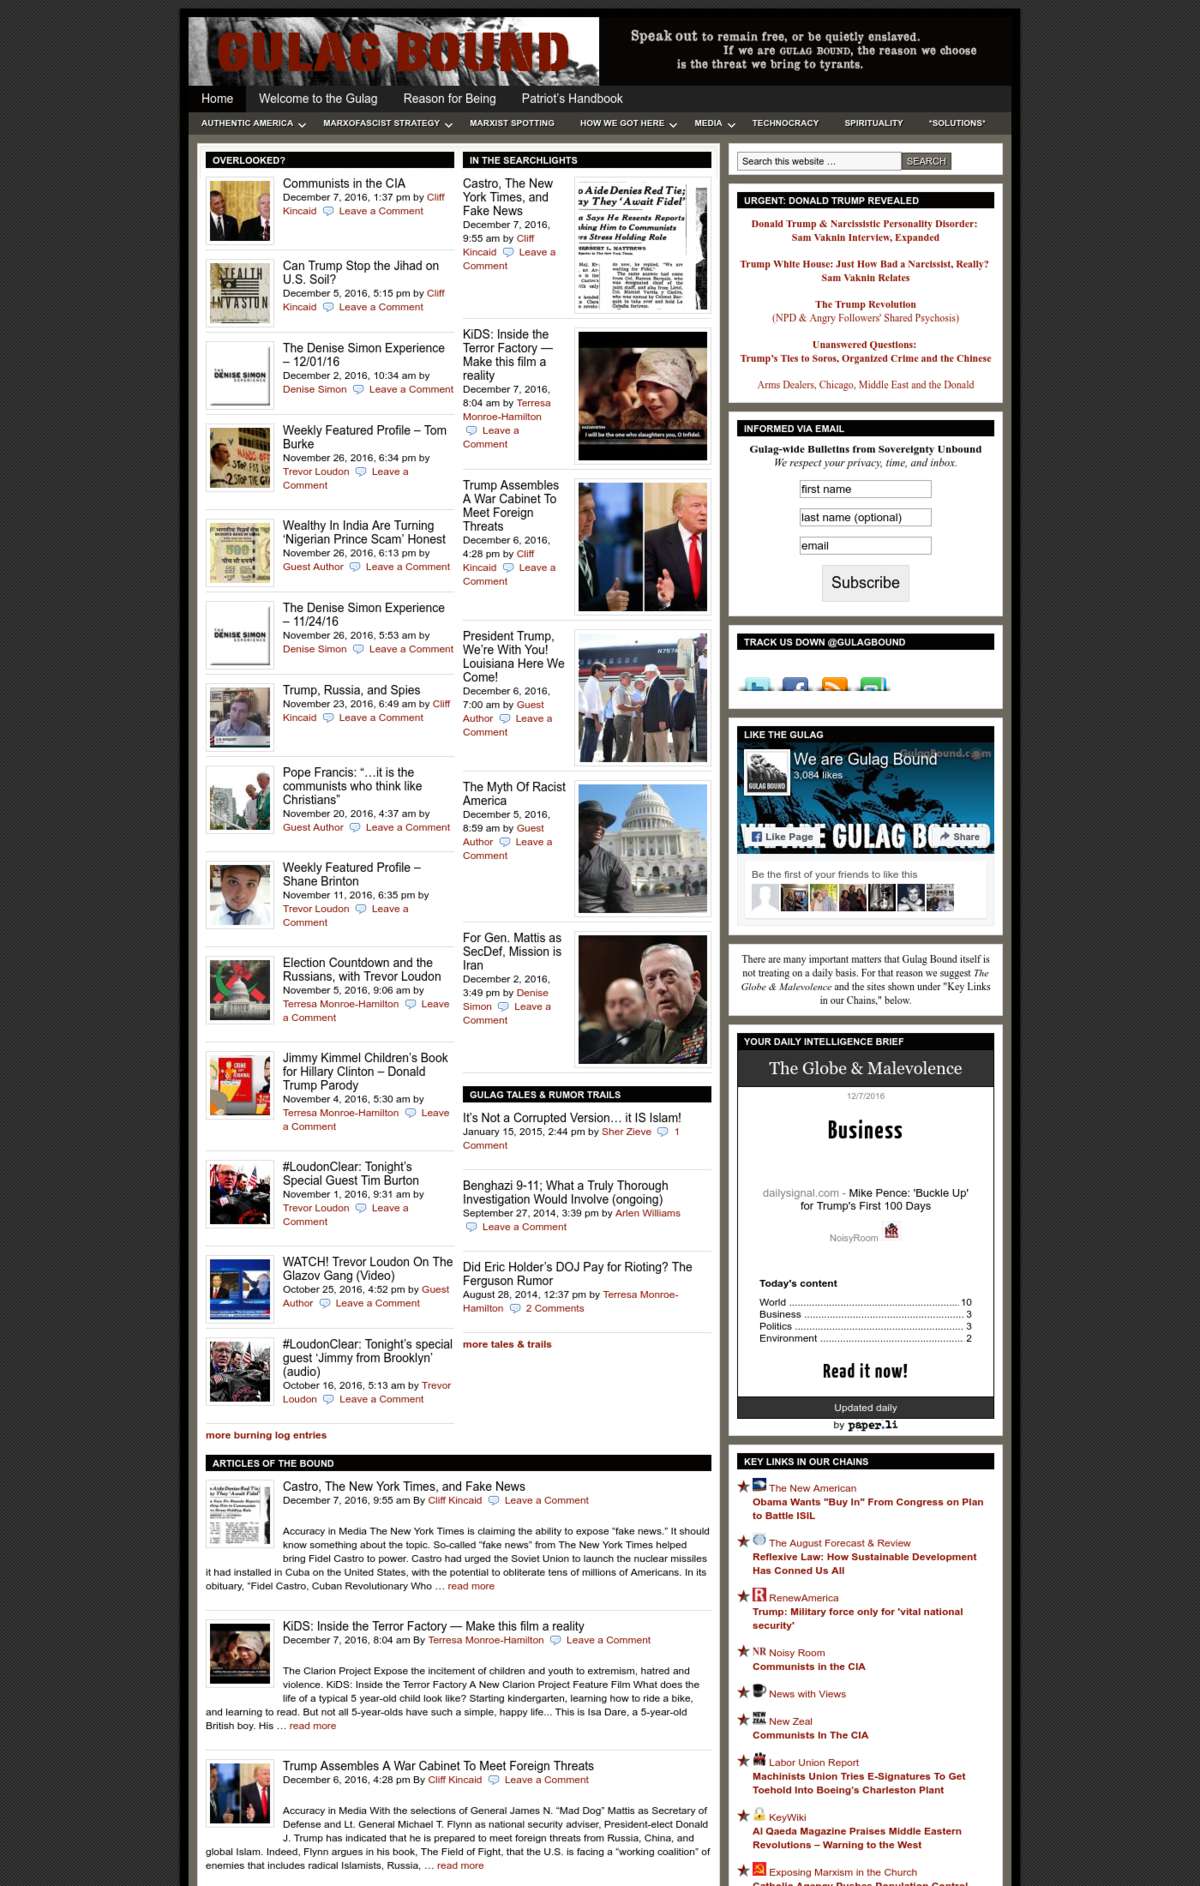 GULAG BOUND
Speak out to remain free, or be quietly enslaved.
If we are GULAG BOUND, the reason we choose
is the threat we bring to tyrants.
Home
Welcome to the Gulag
Reason for Being
Patriot's Handbook
AUTHENTIC AMERICA
MARXOFASCIST STRATEGY
MARXIST SPOTTING
HOW WE GOT HERE
MEDIA
TECHNOCRACY
SPIRITUALITY
*SOLUTIONS*
OVERLOOKED?
Communists in the CIA
December 7, 2016, 1:37 pm by Cliff
Kincaid Leave a Comment
STEALTH
INVASION
Can Trump Stop the Jihad on
U.S. Soil?
December 5, 2016, 5:15 pm by Cliff
Kincaid Leave a Comment
THE
DENISE SIMON
EXPERIENCE
The Denise Simon Experience
– 12/01/16
December 2, 2016, 10:34 am by
Denise Simon Leave a Comment
Weekly Featured Profile – Tom
Burke
November 26, 2016, 6:34 pm by
Trevor Loudon Leave a
Comment
Wealthy In India Are Turning
‘Nigerian Prince Scam’ Honest
November 26, 2016, 6:13 pm by
Guest Author Leave a Comment
500
THE
DENISE SIMON
EXPERIENCE
The Denise Simon Experience
– 11/24/16
November 26, 2016, 5:53 am by
Denise Simon Leave a Comment
Trump, Russia, and Spies
November 23, 2016, 6:49 am by Cliff
Kincaid Leave a Comment
Pope Francis: “…it is the
communists who think like
Christians”
November 20, 2016, 4:37 am by
Guest Author Leave a Comment
Weekly Featured Profile –
Shane Brinton
November 11, 2016, 6:35 pm by
Trevor Loudon Leave a
Comment
Election Countdown and the
Russians, with Trevor Loudon
November 5, 2016, 9:06 am by
Terresa Monroe-Hamilton Leave
a Comment
Jimmy Kimmel Children’s Book
for Hillary Clinton – Donald
Trump Parody
November 4, 2016, 5:30 am by
Terresa Monroe-Hamilton Leave
a Comment
#LoudonClear: Tonight’s
Special Guest Tim Burton
November 1, 2016, 9:31 am by
Trevor Loudon Leave a
Comment
WATCH! Trevor Loudon On The
Glazov Gang (Video)
October 25, 2016, 4:52 pm by Guest
Author Leave a Comment
#LoudonClear: Tonight’s special
guest ‘Jimmy from Brooklyn’
(audio)
October 16, 2016, 5:13 am by Trevor
Loudon Leave a Comment
more burning log entries
IN THE SEARCHLIGHTS
Castro, The New
York Times, and
Fake News
December 7, 2016,
9:55 am by Cliff
Kincaid Leave a
Comment
o Aide Denies Red Tie;
ay They 'Await Fidel'
a Says He Resents Reports
king Him to Communists
rs Stress Holding Role
HERBERT L. MATTHEWS
KiDS: Inside the
Terror Factory —
Make this film a
reality
December 7, 2016,
8:04 am by Terresa
Monroe-Hamilton
Leave a
Comment
I will be the one who slaughters you, O Infidel.
Trump Assembles
A War Cabinet To
Meet Foreign
Threats
December 6, 2016,
4:28 pm by Cliff
Kincaid Leave a
Comment
President Trump,
We’re With You!
Louisiana Here We
Come!
December 6, 2016,
7:00 am by Guest
Author Leave a
Comment
The Myth Of Racist
America
December 5, 2016,
8:59 am by Guest
Author Leave a
Comment
For Gen. Mattis as
SecDef, Mission is
Iran
December 2, 2016,
3:49 pm by Denise
Simon Leave a
Comment
GULAG TALES & RUMOR TRAILS
It’s Not a Corrupted Version… it IS Islam!
January 15, 2015, 2:44 pm by Sher Zieve 1
Comment
Benghazi 9-11; What a Truly Thorough
Investigation Would Involve (ongoing)
September 27, 2014, 3:39 pm by Arlen Williams
Leave a Comment
Did Eric Holder’s DOJ Pay for Rioting? The
Ferguson Rumor
August 28, 2014, 12:37 pm by Terresa Monroe-
Hamilton 2 Comments
more tales & trails
ARTICLES OF THE BOUND
Castro, The New York Times, and Fake News
December 7, 2016, 9:55 am By Cliff Kincaid Leave a Comment
Accuracy in Media The New York Times is claiming the ability to expose “fake news.” It should
know something about the topic. So-called “fake news” from The New York Times helped
bring Fidel Castro to power. Castro had urged the Soviet Union to launch the nuclear missiles
it had installed in Cuba on the United States, with the potential to obliterate tens of millions of Americans. In its
obituary, “Fidel Castro, Cuban Revolutionary Who … read more
KiDS: Inside the Terror Factory — Make this film a reality
December 7, 2016, 8:04 am By Terresa Monroe-Hamilton Leave a Comment
The Clarion Project Expose the incitement of children and youth to extremism, hatred and
violence. KiDS: Inside the Terror Factory A New Clarion Project Feature Film What does the
life of a typical 5 year-old child look like? Starting kindergarten, learning how to ride a bike,
and learning to read. But not all 5-year-olds have such a simple, happy life... This is Isa Dare, a 5-year-old
British boy. His … read more
Trump Assembles A War Cabinet To Meet Foreign Threats
December 6, 2016, 4:28 pm By Cliff Kincaid Leave a Comment
Accuracy in Media With the selections of General James N. “Mad Dog” Mattis as Secretary of
Defense and Lt. General Michael T. Flynn as national security adviser, President-elect Donald
J. Trump has indicated that he is prepared to meet foreign threats from Russia, China, and
global Islam. Indeed, Flynn argues in his book, The Field of Fight, that the U.S. is facing a “working coalition” of
enemies that includes radical Islamists, Russia, … read more
Search this website …
SEARCH
URGENT: DONALD TRUMP REVEALED
Donald Trump & Narcissistic Personality Disorder:
Sam Vaknin Interview, Expanded
Trump White House: Just How Bad a Narcissist, Really?
Sam Vaknin Relates
The Trump Revolution
(NPD & Angry Followers' Shared Psychosis)
Unanswered Questions:
Trump's Ties to Soros, Organized Crime and the Chinese
Arms Dealers, Chicago, Middle East and the Donald
INFORMED VIA EMAIL
Gulag-wide Bulletins from Sovereignty Unbound
We respect your privacy, time, and inbox.
first name
last name (optional)
email
Subscribe
TRACK US DOWN @GULAGBOUND
LIKE THE GULAG
GulagBound.com
We are Gulag Bound
3,084 likes
GULAG BOUND
WE ARE GULAG BOUND
Like Page
Share
Be the first of your friends to like this
There are many important matters that Gulag Bound itself is
not treating on a daily basis. For that reason we suggest The
Globe & Malevolence and the sites shown under "Key Links
in our Chains," below.
YOUR DAILY INTELLIGENCE BRIEF
The Globe & Malevolence
12/7/2016
Business
dailysignal.com - Mike Pence: 'Buckle Up'
for Trump's First 100 Days
NoisyRoom
NR
Today's content
World 10
Business 3
Politics 3
Environment 2
Read it now!
Updated daily
by paper.li
KEY LINKS IN OUR CHAINS
The New American
Obama Wants "Buy In" From Congress on Plan
to Battle ISIL
The August Forecast & Review
Reflexive Law: How Sustainable Development
Has Conned Us All
R RenewAmerica
Trump: Military force only for 'vital national
security'
NR Noisy Room
Communists in the CIA
News with Views
NEW ZEAL New Zeal
Communists In The CIA
Labor Union Report
Machinists Union Tries E-Signatures To Get
Toehold Into Boeing's Charleston Plant
KeyWiki
Al Qaeda Magazine Praises Middle Eastern
Revolutions – Warning to the West
Exposing Marxism in the Church